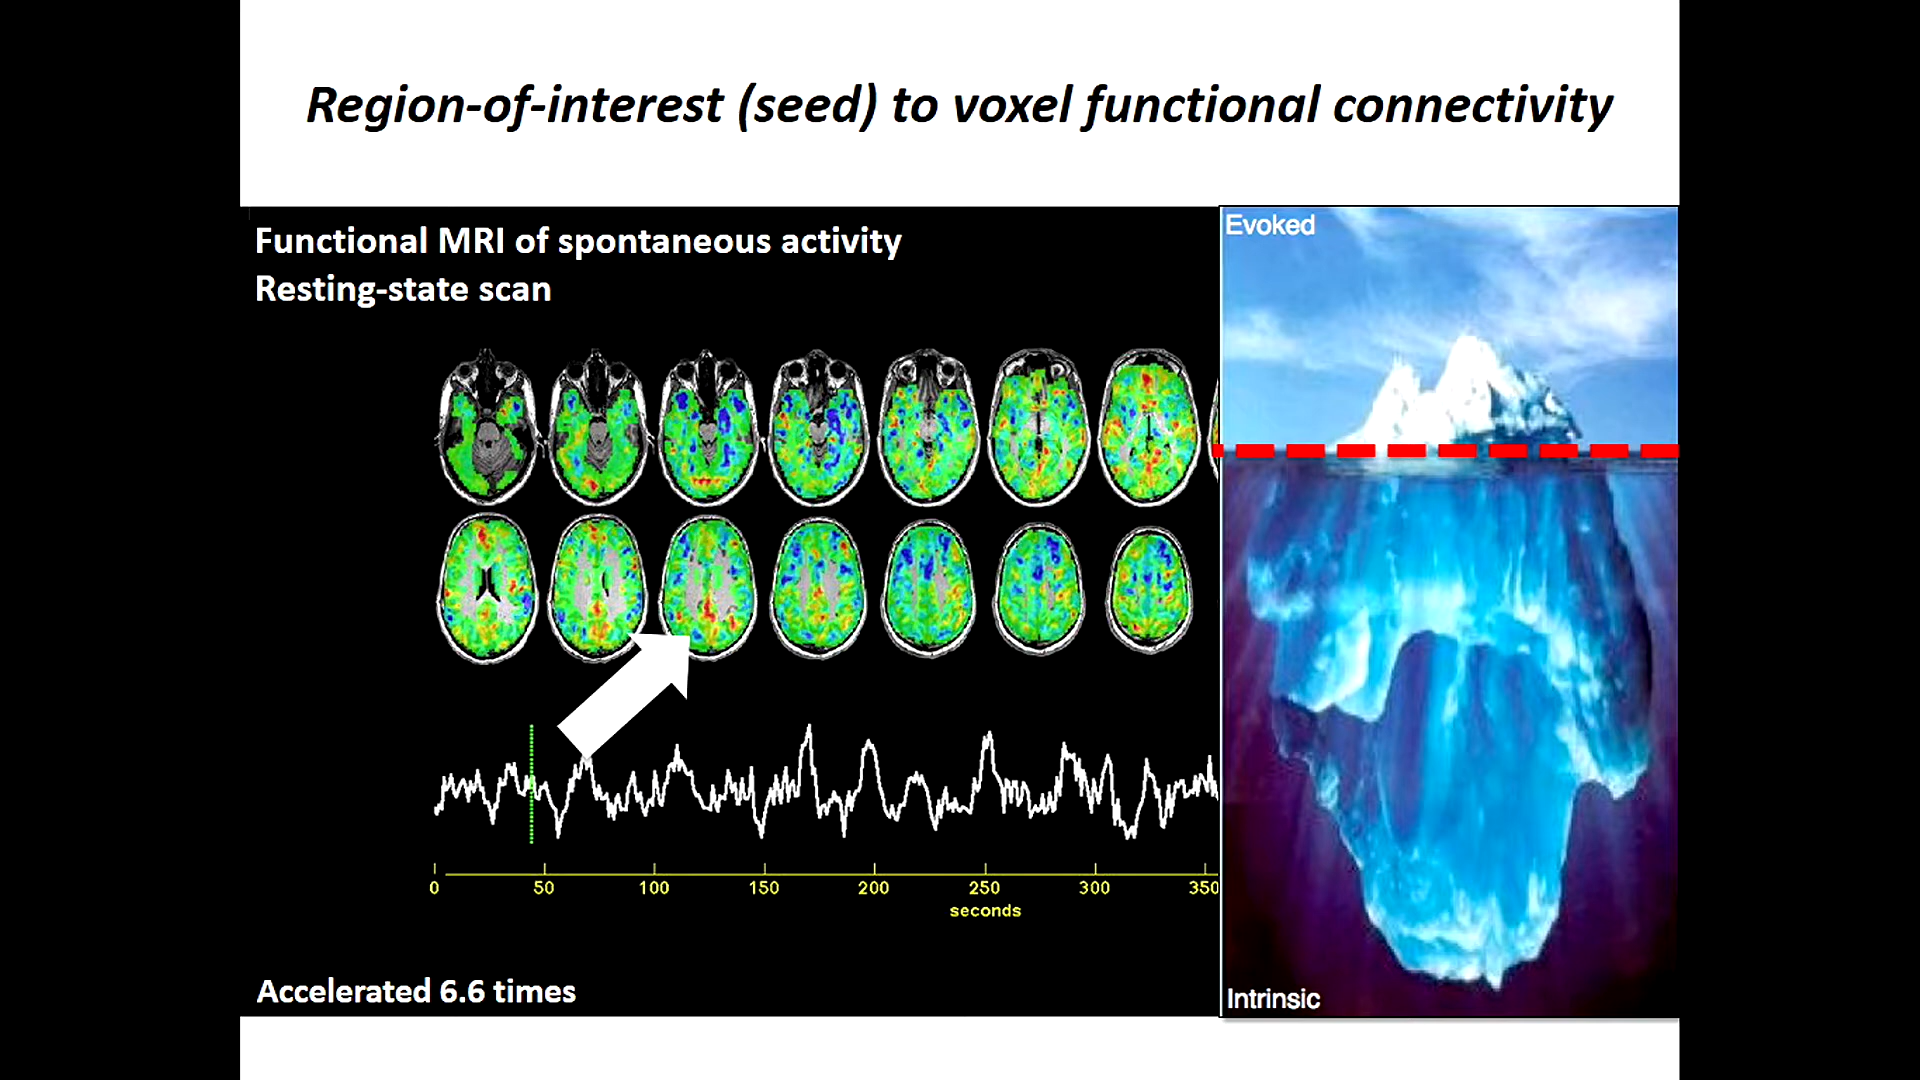 Region-of-interest (seed) to voxel functional connectivity
Functional MRI of spontaneous activity
Resting-state scan
Evoked
0 50 100 150 200 250 300 350
seconds
Accelerated 6.6 times
Intrinsic